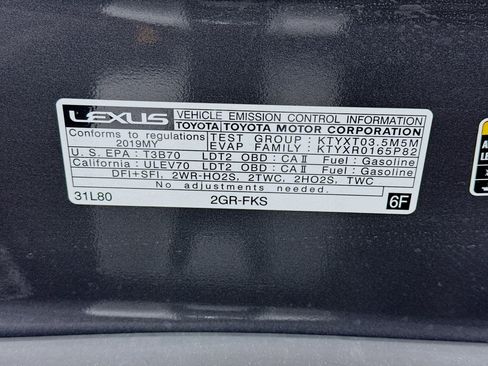 LEXUS VEHICLE EMISSION CONTROL INFORMATION
TOYOTA TOYOTA MOTOR CORPORATION
Conforms to regulations
2019MY
TEST GROUP : KTYXT03.5M5M
EVAP FAMILY : KTYXR0165P82
U.S. EPA : T3B70 LDT2 OBD : CA II Fuel : Gasoline
California : ULEV70 LDT2 OBD : CA II Fuel : Gasoline
DFI+SFI, 2WR-HO2S, 2TWC, 2HO2S, TWC
No adjustments needed.
31L80 2GR-FKS 6F